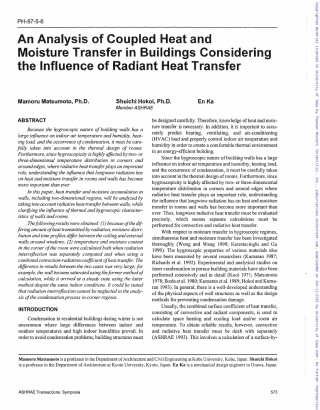 PH-97-5-6
An Analysis of Coupled Heat and
Moisture Transfer in Buildings Considering
the Influence of Radiant Heat Transfer
Mamoru Matsumoto, Ph.D.
Shuichi Hokoi, Ph.D.
Member ASHRAE
En Ka
ABSTRACT
Because the hygroscopic nature of building walls has a
large influence on indoor air temperature and humidity, heat-
ing load, and the occurrence of condensation, it must be care-
fully taken into account in the thermal design of rooms.
Furthermore, since hygroscopicity is highly affected by two- or
three-dimensional temperature distribution in corners and
around edges, where radiant heat transfer plays an important
role, understanding the influence that longwave radiation has
on heat and moisture transfer in rooms and walls has become
more important than ever.
In this paper, heat transfer and moisture accumulation in
walls, including two-dimensional regions, will be analyzed by
taking into account radiative heat transfer between walls, while
clarifying the influence of thermal and hygroscopic character-
istics of walls and rooms.
The following results were obtained: (1) because of the dif-
fering amount of heat transmitted by radiation, moisture distri-
bution and time profiles differ between the ceiling and external
walls around windows; (2) temperature and moisture content
in the corner of the room were calculated both when radiation
interreflection was separately computed and when using a
combined convection-radiation coefficient of heat transfer. The
difference in results between the two cases was very large, for
example, the wall became saturated using the former method of
calculation, while it arrived at a steady state using the latter
method despite the same indoor conditions. It could be stated
that radiation interreflection cannot be neglected in the analy-
sis of the condensation process in corner regions.
INTRODUCTION
Condensation in residential buildings during winter is not
uncommon where large differences between indoor and
outdoor temperatures and high indoor humidities prevail. In
order to avoid condensation problems, building structures must
be designed carefully. Therefore, knowledge of heat and mois-
ture transfer is necessary. In addition, it is important to accu-
rately predict heating, ventilating, and air-conditioning
(HVAC) load and properly control indoor air temperature and
humidity in order to create a comfortable thermal environment
in an energy-efficient building.
Since the hygroscopic nature of building walls has a large
influence on indoor air temperature and humidity, heating load,
and the occurrence of condensation, it must be carefully taken
into account in the thermal design of rooms. Furthermore, since
hygroscopicity is highly affected by two- or three-dimensional
temperature distribution in corners and around edges where
radiative heat transfer plays an important role, understanding
the influence that longwave radiation has on heat and moisture
transfer in rooms and walls has become more important than
ever. Thus, longwave radiative heat transfer must be evaluated
precisely, which means separate calculations must be
performed for convective and radiative heat transfer.
With respect to moisture transfer in hygroscopic regimes,
simultaneous heat and moisture transfer has been investigated
thoroughly (Wong and Wang 1990; Kerestecioglu and Gu
1990). The hygroscopic properties of various materials also
have been measured by several researchers (Kumaran 1987;
Richards et al. 1992). Experimental and analytical studies on
inner condensation in porous building materials have also been
performed extensively and in detail (Kooi 1971; Matsumoto
1978; Bomberg et al. 1980; Kumaran et al. 1989; Hokoi and Kuma-
ran 1993). In general, there is a well-developed understanding
of the physical aspects of wall structures as well as the design
methods for preventing condensation damage.
Usually, the combined surface coefficient of heat transfer,
consisting of convective and radiant components, is used to
calculate space heating and cooling load and/or room air
temperature. To obtain reliable results, however, convective
and radiative heat transfer must be dealt with separately
(ASHRAE 1993). This involves a calculation of a surface-by-
Mamoru Matsumoto is a professor in the Department of Architecture and Civil Engineering at Kobe University, Kobe, Japan. Shuichi Hokoi
is a professor in the Department of Architecture at Kyoto University, Kyoto, Japan. En Ka is a mechanical design engineer in Urawa, Japan.
ASHRAE Transactions: Symposia
573